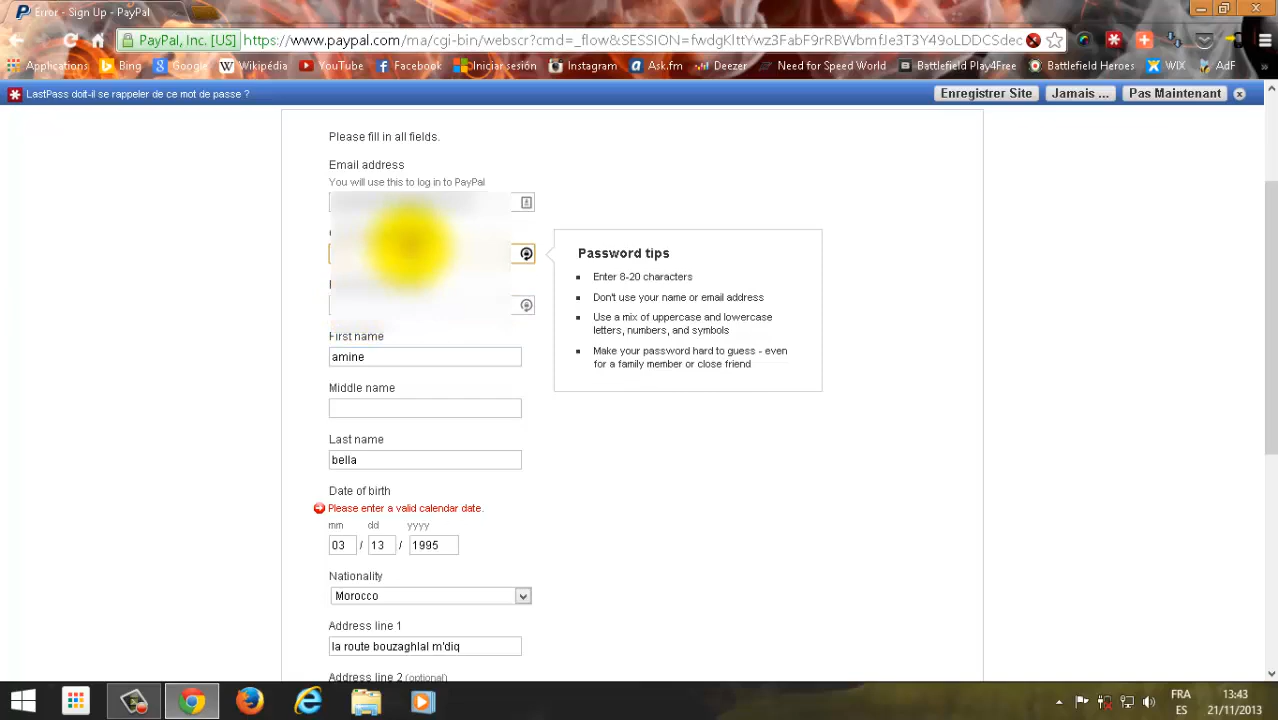 Error - Sign Up - PayPal
PayPal, Inc. [US] https://www.paypal.com/ma/cgi-bin/webscr?cmd=_flow&SESSION=
Applications Bing Google Wikipédia YouTube Facebook Iniciar sesión Instagram Ask.fm Deezer Need for Speed World Battlefield Play4Free Battlefield Heroes WIX AdF »
LastPass doit-il se rappeler de ce mot de passe ? Enregistrer Site Jamais ... Pas Maintenant
Please fill in all fields.
Email address
You will use this to log in to PayPal
Password tips
Enter 8-20 characters
Don't use your name or email address
Use a mix of uppercase and lowercase
letters, numbers, and symbols
Make your password hard to guess - even
for a family member or close friend
First name
amine
Middle name
Last name
bella
Date of birth
Please enter a valid calendar date.
mm dd yyyy
03 / 13 / 1995
Nationality
Morocco
Address line 1
la route bouzaghlal m'diq
Address line 2 (optional)
FRA 13:43
ES 21/11/2013